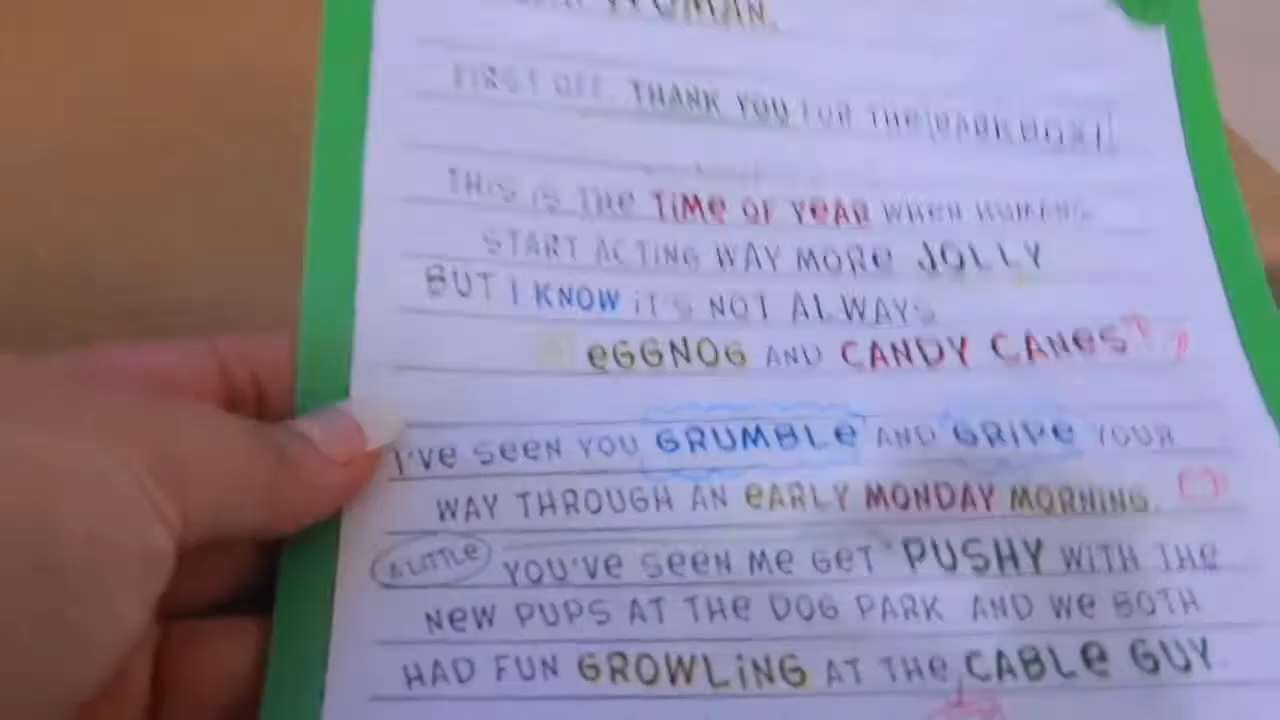 WOMAN.
FIRST OFF, THANK YOU FOR THE BARKBOX!
THIS IS THE TIME OF YEAR WHEN HUMANS
START ACTING WAY MORE JOLLY
BUT I KNOW IT'S NOT ALWAYS
EGGNOG AND CANDY CANES
I'VE SEEN YOU GRUMBLE AND GRIPE YOUR
WAY THROUGH AN EARLY MONDAY MORNING.
A LITTLE YOU'VE SEEN ME GET PUSHY WITH THE
NEW PUPS AT THE DOG PARK AND WE BOTH
HAD FUN GROWLING AT THE CABLE GUY